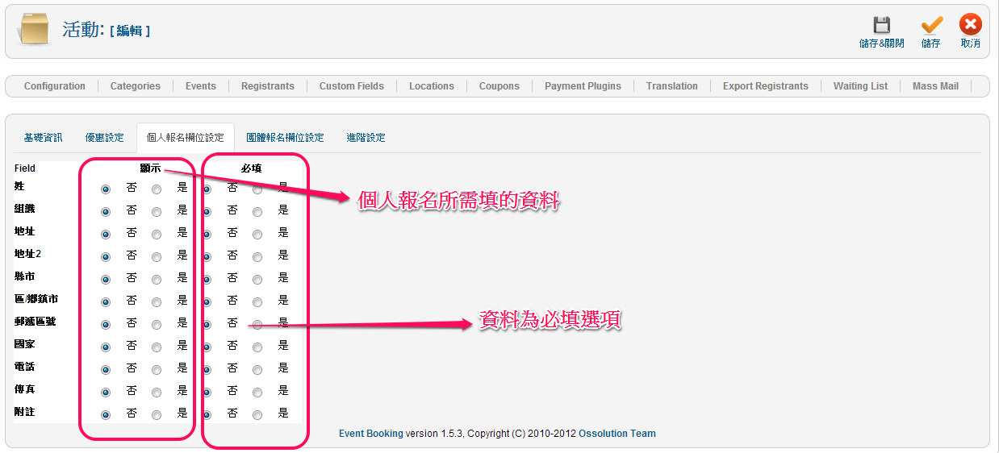 活動: [ 編輯 ]
儲存&關閉 儲存 取消
Configuration Categories Events Registrants Custom Fields Locations Coupons Payment Plugins Translation Export Registrants Waiting List Mass Mail
基礎資訊 優惠設定 個人報名欄位設定 團體報名欄位設定 進階設定
Field 顯示 必填
姓 否 是 否 是
個人報名所需填的資料
組織 否 是 否 是
地址 否 是 否 是
地址2 否 是 否 是
縣市 否 是 否 是
區/鄉鎮市 否 是 否 是
郵遞區號 否 是 否 是
資料為必填選項
國家 否 是 否 是
電話 否 是 否 是
傳真 否 是 否 是
附註 否 是 否 是
Event Booking version 1.5.3, Copyright (C) 2010-2012 Ossolution Team